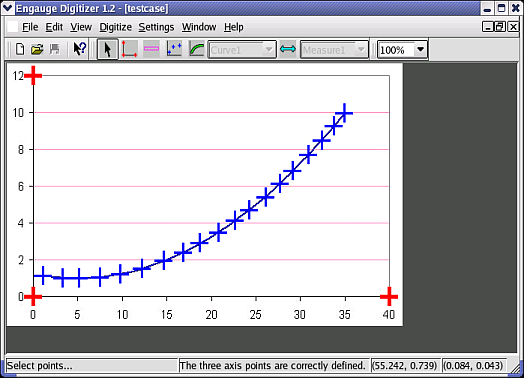 Engauge Digitizer 1.2 - [testcase]
File Edit View Digitize Settings Window Help
Curve1 Measure1 100%
12
10
8
6
4
2
0
0 5 10 15 20 25 30 35 40
Select points... The three axis points are correctly defined. (55.242, 0.739) (0.084, 0.043)